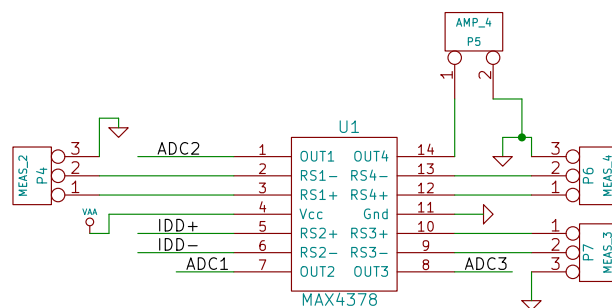 AMP_4
P5
1 2
U1
ADC2 1 OUT1 OUT4 14
2 RS1- RS4- 13
3 RS1+ RS4+ 12
VAA 4 Vcc Gnd 11
IDD+ 5 RS2+ RS3+ 10
IDD- 6 RS2- RS3- 9
ADC1 7 OUT2 OUT3 8 ADC3
MAX4378
MEAS_2
P4
3
2
1
3
2
1
P6
MEAS_4
1
2
3
P7
MEAS_3